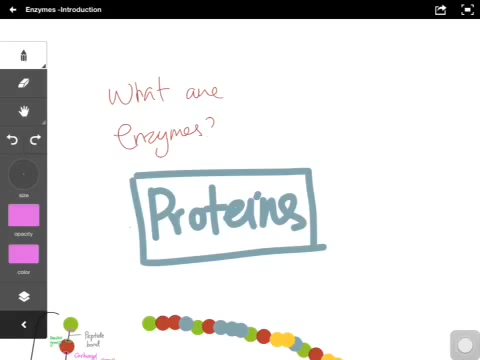 Enzymes -Introduction
What are
Enzymes?
Proteins
size
opacity
color
Peptide
bond